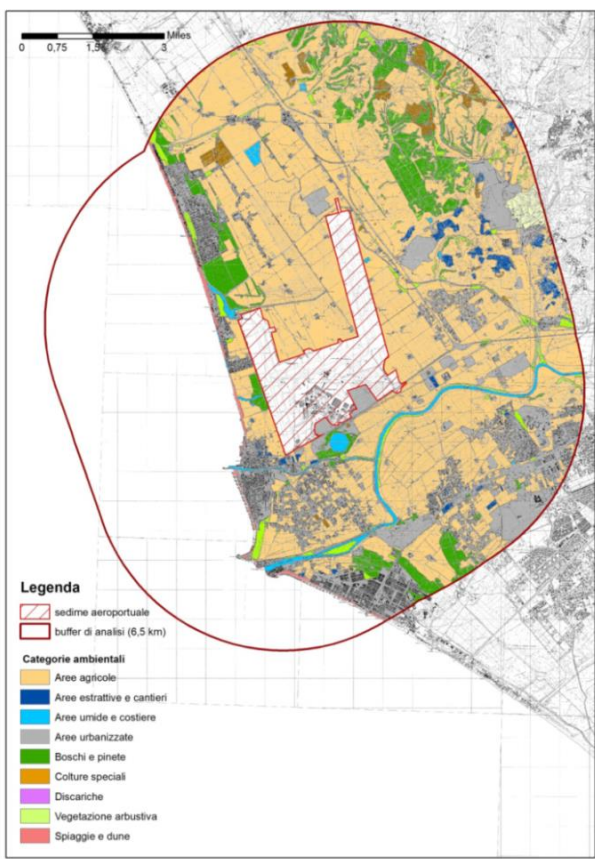 Miles
0 0,75 1,5 3
Legenda
sedime aeroportuale
buffer di analisi (6,5 km)
Categorie ambientali
Aree agricole
Aree estrattive e cantieri
Aree umide e costiere
Aree urbanizzate
Boschi e pinete
Colture speciali
Discariche
Vegetazione arbustiva
Spiaggie e dune